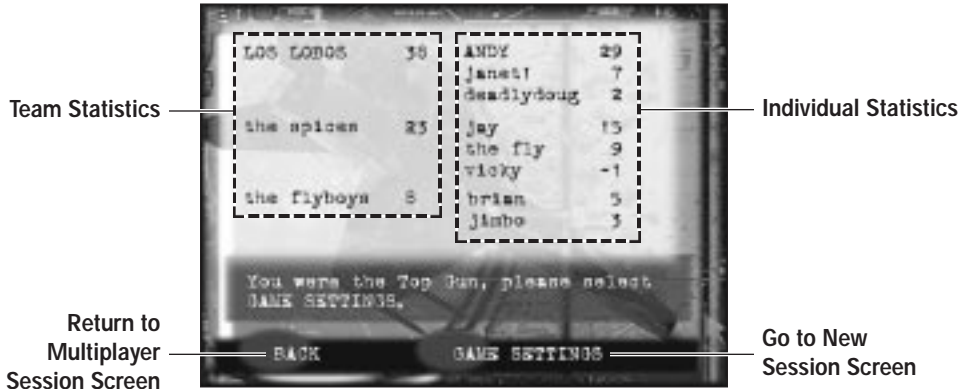 Team Statistics
LOS LOBOS 38
the spices 23
the flyboys 8
ANDY 29
janet! 7
deadlydoug 2
jay 15
the fly 9
vicky -1
brian 5
jimbo 3
Individual Statistics
You were the Top Gun, please select
GAME SETTINGS.
Return to
Multiplayer
Session Screen
BACK
GAME SETTINGS
Go to New
Session Screen